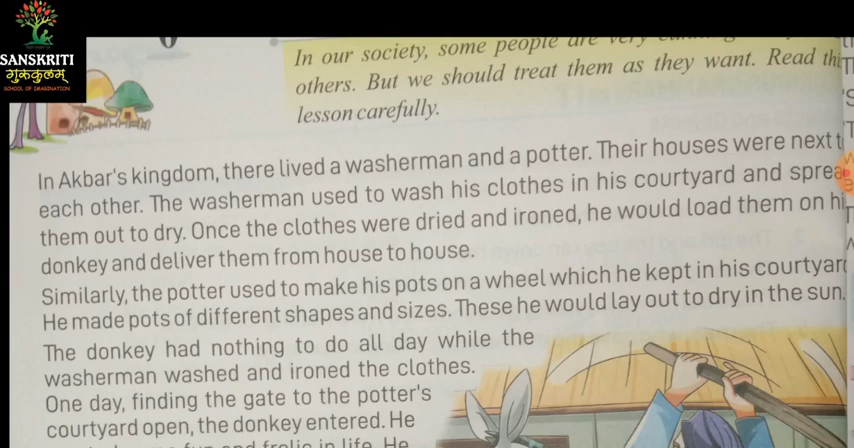 SANSKRITI
गुरुकुलम्
SCHOOL OF IMAGINATION
In our society, some people are very
others. But we should treat them as they want. Read thi
lesson carefully.
In Akbar's kingdom, there lived a washerman and a potter. Their houses were next t
each other. The washerman used to wash his clothes in his courtyard and sprea
them out to dry. Once the clothes were dried and ironed, he would load them on hi
donkey and deliver them from house to house.
Similarly, the potter used to make his pots on a wheel which he kept in his courtyar
He made pots of different shapes and sizes. These he would lay out to dry in the sun.
The donkey had nothing to do all day while the
washerman washed and ironed the clothes.
One day, finding the gate to the potter's
courtyard open, the donkey entered. He
fun and frolic in life. He